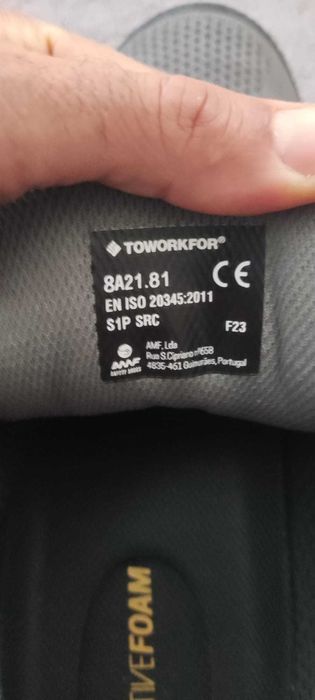 TOWORKFOR®
8A21.81 CE
EN ISO 20345:2011
S1P SRC
F23
AMF, Lda
Rua S.Cipriano nº658
4835-461 Guimarães, Portugal
AMF
SAFETY SHOES
TIVEFOAM